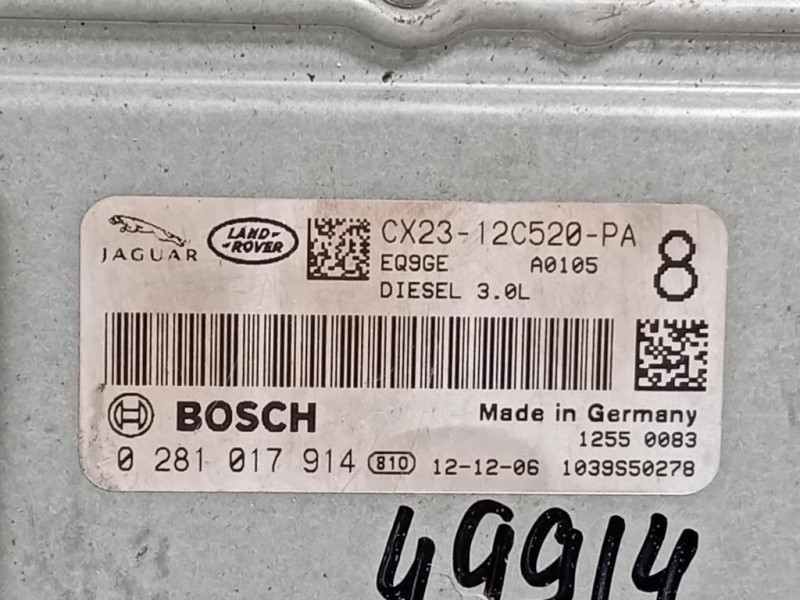 JAGUAR
LAND-
-ROVER
CX23-12C520-PA
EQ9GE A0105
DIESEL 3.0L
8
BOSCH
Made in Germany
1255 0083
0 281 017 914 810 12-12-06 1039S50278
49914